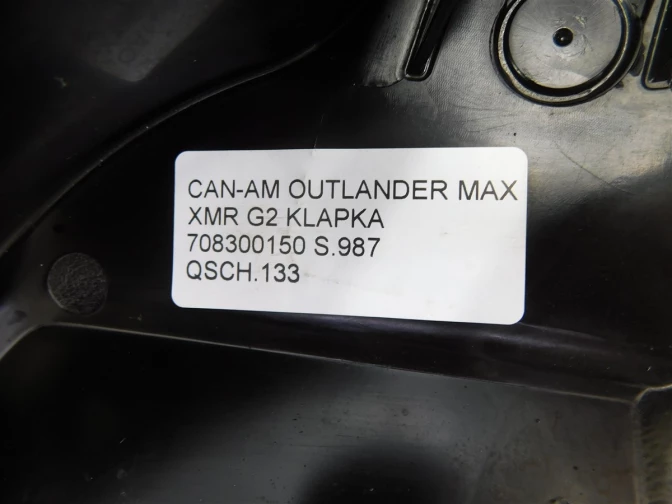 CAN-AM OUTLANDER MAX
XMR G2 KLAPKA
708300150 S.987
QSCH.133